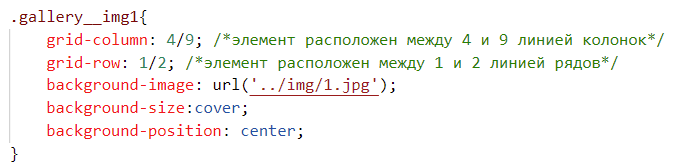 .gallery__img1{
grid-column: 4/9; /*элемент расположен между 4 и 9 линией колонок*/
grid-row: 1/2; /*элемент расположен между 1 и 2 линией рядов*/
background-image: url('../img/1.jpg');
background-size:cover;
background-position: center;
}